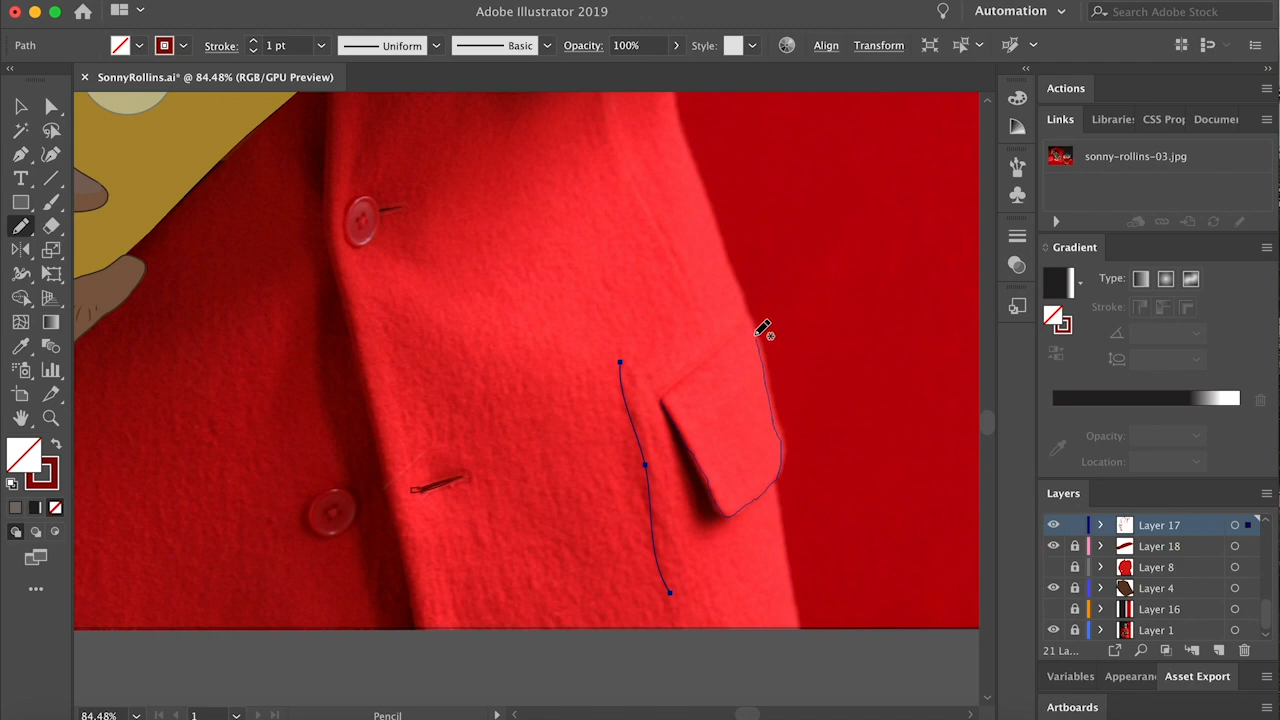 Adobe Illustrator 2019
Automation
Search Adobe Stock
Path
Stroke:
1 pt
Uniform
Basic
Opacity:
100%
Style:
Align
Transform
× SonnyRollins.ai* @ 84.48% (RGB/GPU Preview)
Actions
Links
Librarie:
CSS Prop
Documer
sonny-rollins-03.jpg
Gradient
Type:
Stroke:
Opacity:
Location:
Layers
Layer 17
Layer 18
Layer 8
Layer 4
Layer 16
Layer 1
21 La...
Variables
Appearanc
Asset Export
Artboards
84.48%
1
Pencil